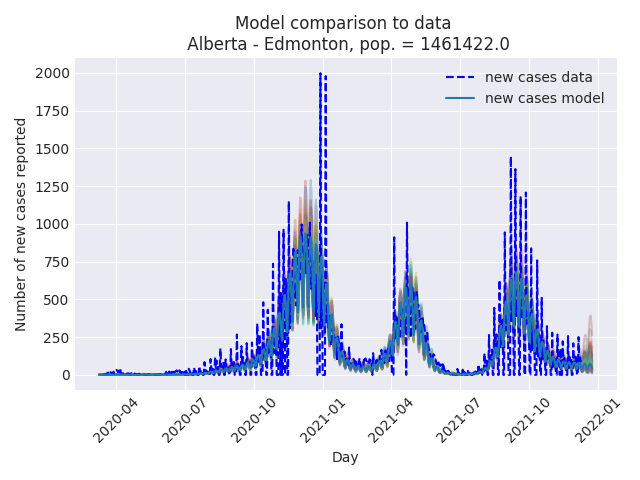 Model comparison to data
Alberta - Edmonton, pop. = 1461422.0
new cases data
new cases model
Number of new cases reported
2000
1750
1500
1250
1000
750
500
250
0
2020-04
2020-07
2020-10
2021-01
2021-04
2021-07
2021-10
2022-01
Day